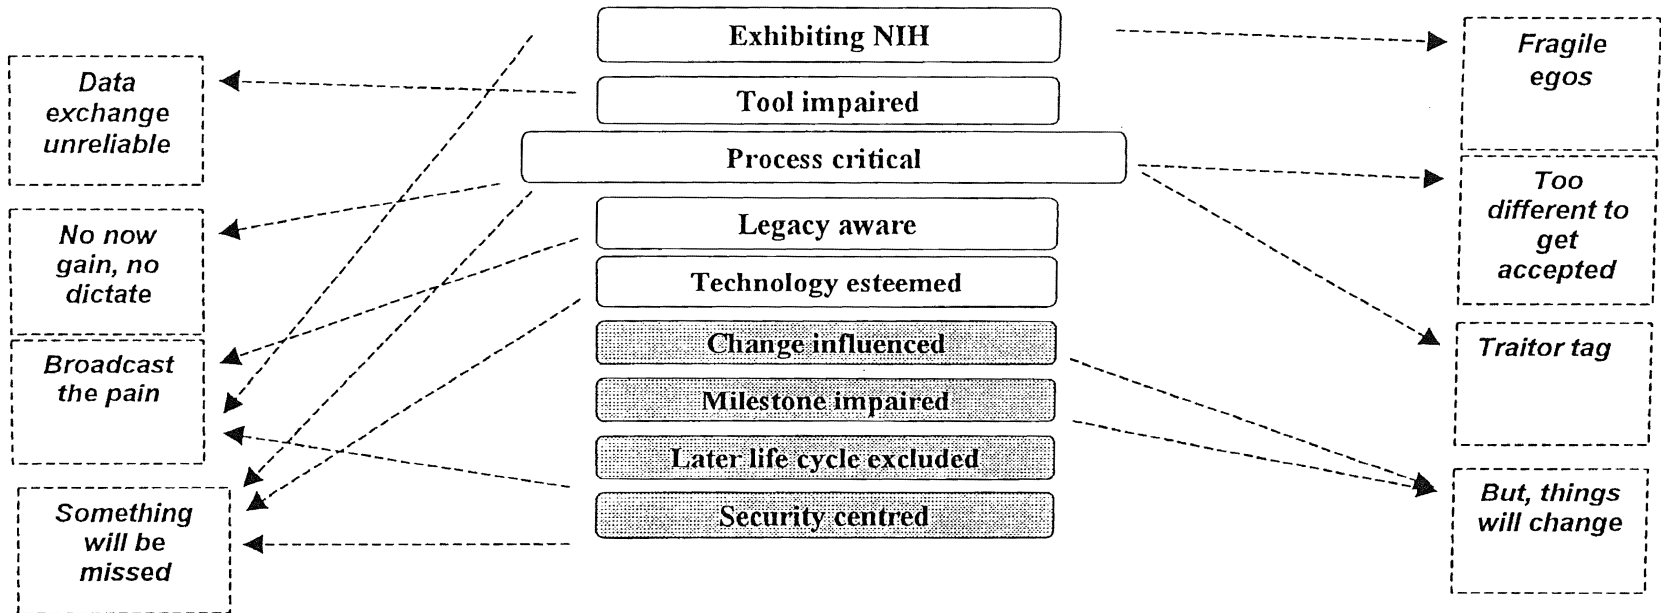 Data
exchange
unreliable
No now
gain, no
dictate
Broadcast
the pain
Something
will be
missed
Exhibiting NIH
Tool impaired
Process critical
Legacy aware
Technology esteemed
Change influenced
Milestone impaired
Later life cycle excluded
Security centred
Fragile
egos
Too
different to
get
accepted
Traitor tag
But, things
will change